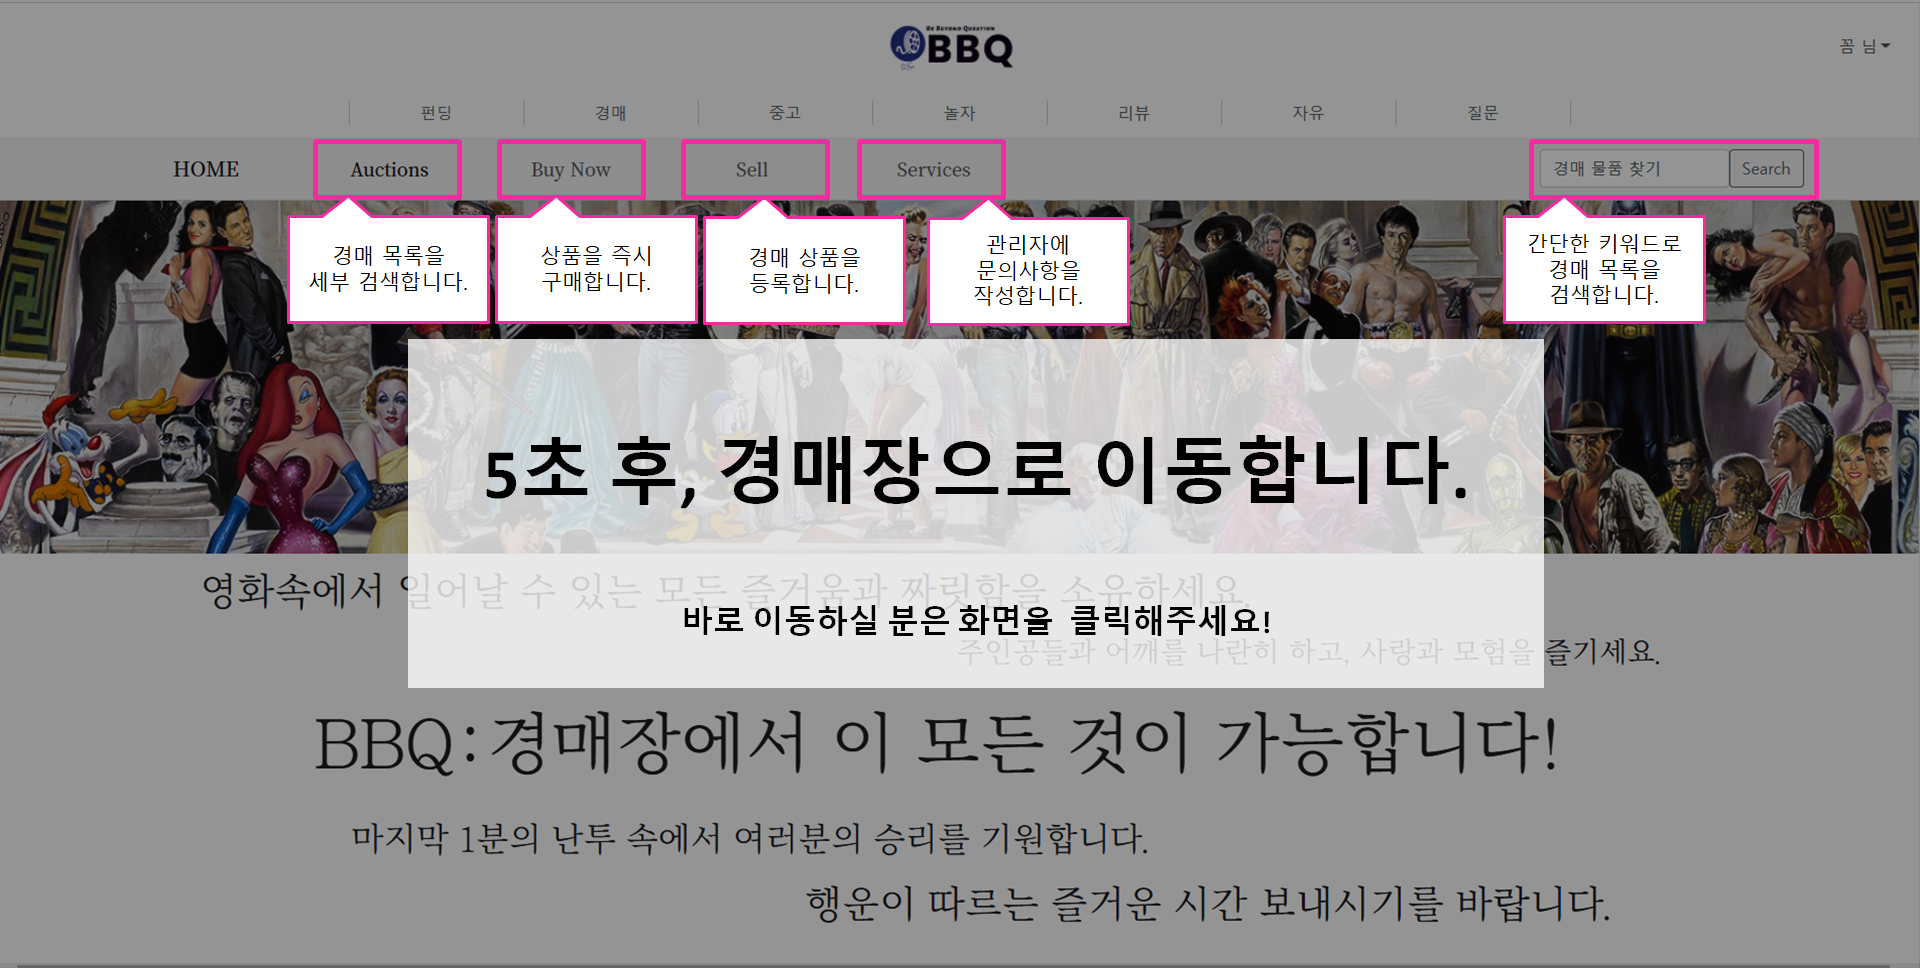 BE BEYOND QUESTION
BBQ
꼼 님
펀딩 경매 중고 놀자 리뷰 자유 질문
HOME Auctions Buy Now Sell Services 경매 물품 찾기 Search
경매 목록을
세부 검색합니다.
상품을 즉시
구매합니다.
경매 상품을
등록합니다.
관리자에
문의사항을
작성합니다.
간단한 키워드로
경매 목록을
검색합니다.
5초 후, 경매장으로 이동합니다.
영화속에서 일어날 수 있는 모든 즐거움과 짜릿함을 소유하세요.
바로 이동하실 분은 화면을 클릭해주세요!
주인공들과 어깨를 나란히 하고, 사랑과 모험을 즐기세요.
BBQ:경매장에서 이 모든 것이 가능합니다!
마지막 1분의 난투 속에서 여러분의 승리를 기원합니다.
행운이 따르는 즐거운 시간 보내시기를 바랍니다.